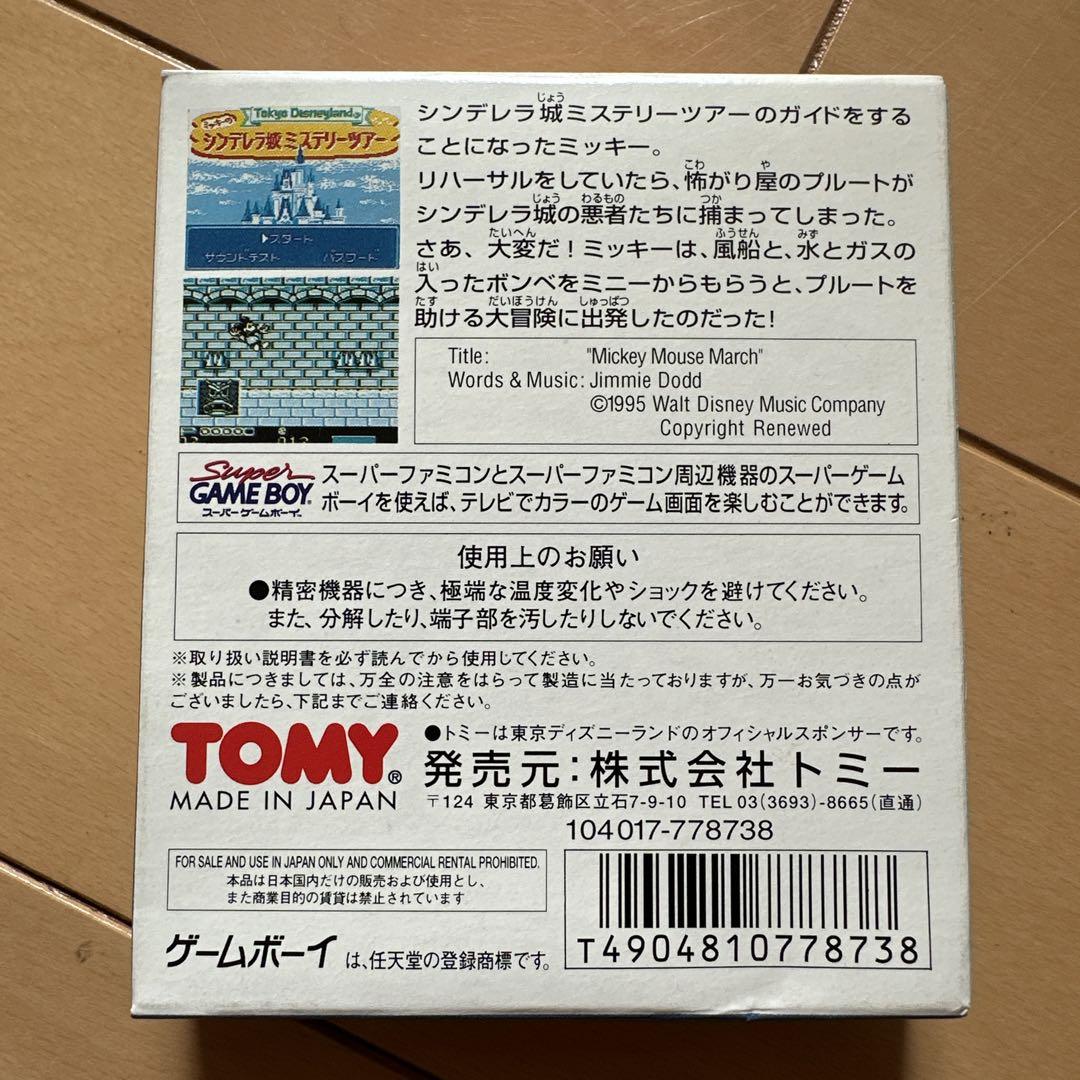 Tokyo Disneyland®
ミッキーの
シンデレラ城ミステリーツアー
▶スタート
サウンドテスト パスワード
シンデレラ城ミステリーツアーのガイドをする
ことになったミッキー。
リハーサルをしていたら、怖がり屋のプルートが
シンデレラ城の悪者たちに捕まってしまった。
さあ、大変だ!ミッキーは、風船と、水とガスの
入ったボンベをミニーからもらうと、プルートを
助ける大冒険に出発したのだった!
Title: "Mickey Mouse March"
Words & Music: Jimmie Dodd
©1995 Walt Disney Music Company
Copyright Renewed
Super
GAME BOY
スーパーゲームボーイ™
スーパーファミコンとスーパーファミコン周辺機器のスーパーゲーム
ボーイを使えば、テレビでカラーのゲーム画面を楽しむことができます。
使用上のお願い
●精密機器につき、極端な温度変化やショックを避けてください。
また、分解したり、端子部を汚したりしないでください。
※取り扱い説明書を必ず読んでから使用してください。
※製品につきましては、万全の注意をはらって製造に当たっておりますが、万一お気づきの点が
ございましたら、下記までご連絡ください。
TOMY®
MADE IN JAPAN
●トミーは東京ディズニーランドのオフィシャルスポンサーです。
発売元:株式会社トミー
〒124 東京都葛飾区立石7-9-10 TEL 03(3693)-8665(直通)
104017-778738
FOR SALE AND USE IN JAPAN ONLY AND COMMERCIAL RENTAL PROHIBITED.
本品は日本国内だけの販売および使用とし、
また商業目的の賃貸は禁止されています
ゲームボーイは、任天堂の登録商標です。
T4904810778738